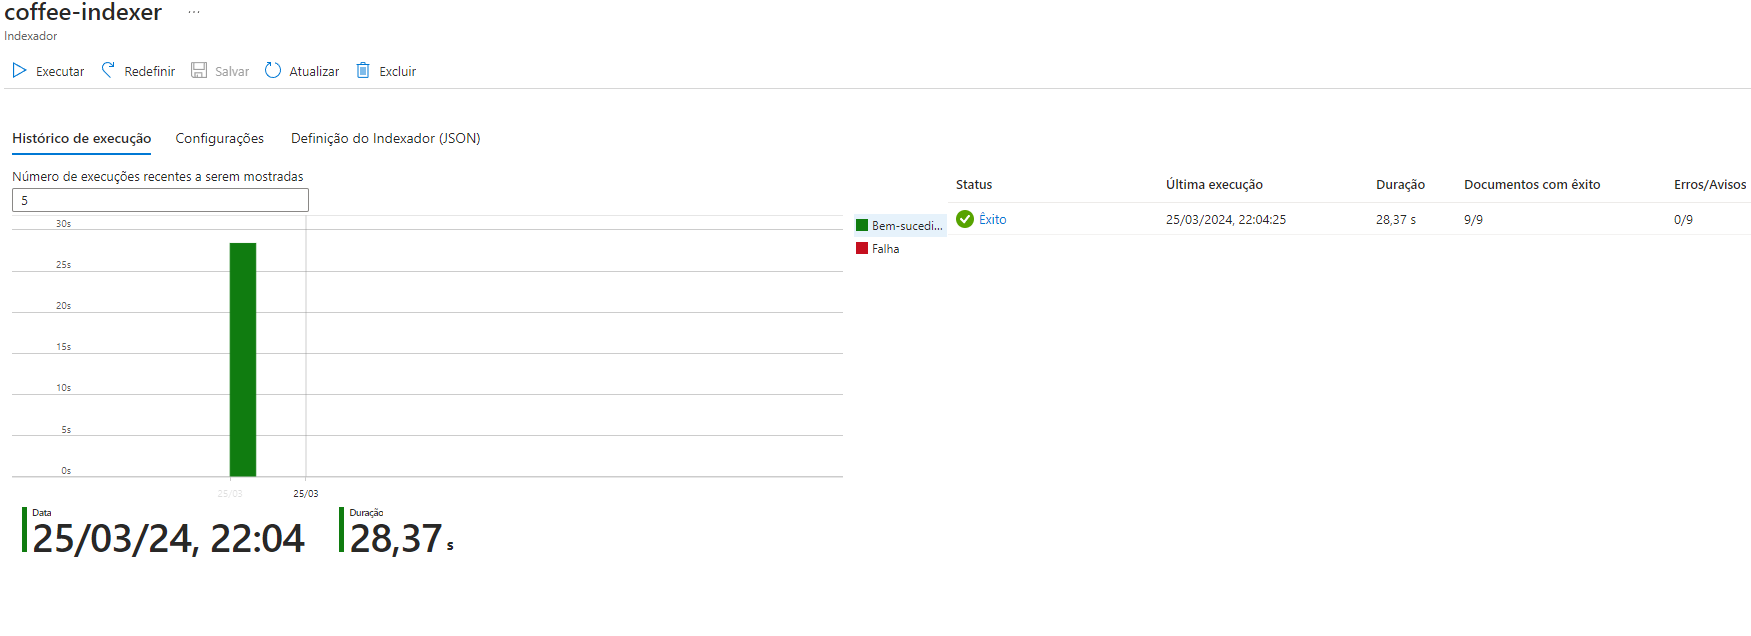 coffee-indexer ...
Indexador
Executar Redefinir Salvar Atualizar Excluir
Histórico de execução Configurações Definição do Indexador (JSON)
Número de execuções recentes a serem mostradas
5
30s
25s
20s
15s
10s
5s
0s
25/03 25/03
Bem-sucedi...
Falha
Data
25/03/24, 22:04
Duração
28,37 s
Status Última execução Duração Documentos com êxito Erros/Avisos
Êxito 25/03/2024, 22:04:25 28,37 s 9/9 0/9